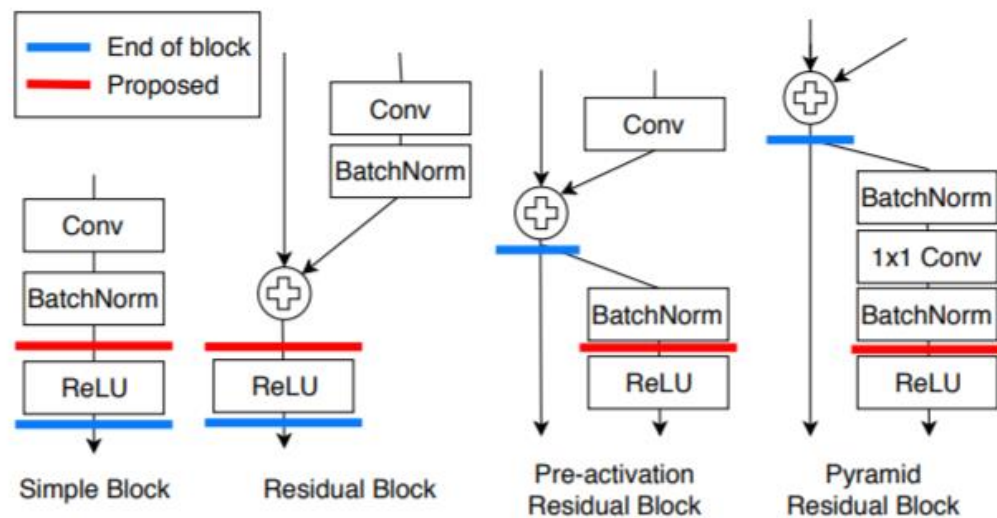 End of block
Proposed
Conv
BatchNorm
ReLU
Simple Block
Conv
BatchNorm
ReLU
Residual Block
Conv
BatchNorm
ReLU
Pre-activation
Residual Block
BatchNorm
1x1 Conv
BatchNorm
ReLU
Pyramid
Residual Block